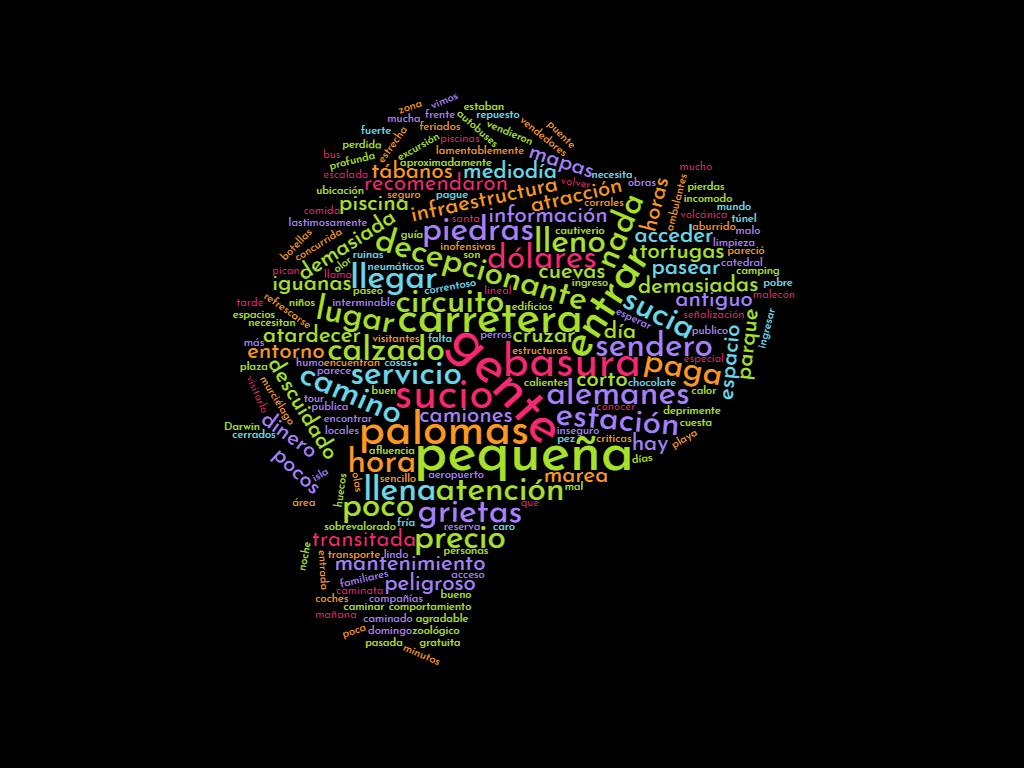 zona
vimos
mucha
frente
estaban
repuesto
autobuses
vendieron
vendedores
puente
fuerte
feriados
piscinas
perdida
estrecha
excursión
lamentablemente
mapas
bus
profunda
aproximadamente
escalada
tábanos
mediodía
necesita
mucho
recomendaron
infraestructura
volver
obras
ubicación
seguro
pague
atracción
corrales
horas
ambulantes
pierdas
incomodo
comida
piscina
santa
información
mundo
volcánica
túnel
lastimosamente
guía
piedras
cautiverio
lleno
nada
acceder
aburrido
malo
botellas
concurrida
demasiada
inofensivas
limpieza
pareció
ruinas
decepcionante
son
dólares
tortugas
catedral
olor
neumáticos
cuevas
pasear
camping
pican
llama
llegar
iguanas
correntoso
ingreso
entrar
demasiadas
pobre
paseo
lineal
malecón
tarde
refrescarse
niños
interminable
circuito
edificios
sucia
antiguo
espacios
lugar
carretera
esperar
señalización
ingresar
necesitan
atardecer
visitantes
falta
perros
cruzar
día
publico
espacio
parque
más
entorno
calzado
gente
estructuras
sendero
plaza
humo
encuentran
cosas
basura
paga
especial
parece
servicio
calientes
corto
chocolate
calor
visitarlo
murciélago
descuidado
camino
buen
sucio
alemanes
tour
publica
conocer
deprimente
encontrar
camiones
estación
cuesta
Darwin
cerrados
dinero
locales
palomas
inseguro
pez
criticas
hay
playa
afluencia
pequeña
pocos
isla
hora
días
olas
sencillo
aeropuerto
marea
huecos
llena
atención
mal
área
poco
grietas
que
sobrevalorado
fría
reserva
caro
noche
transitada
precio
transporte
lindo
personas
entrada
mantenimiento
familiares
acceso
caminata
peligroso
coches
compañías
bueno
caminar
comportamiento
mañana
caminado
agradable
poca
domingo
zoológico
pasada
gratuita
minutos